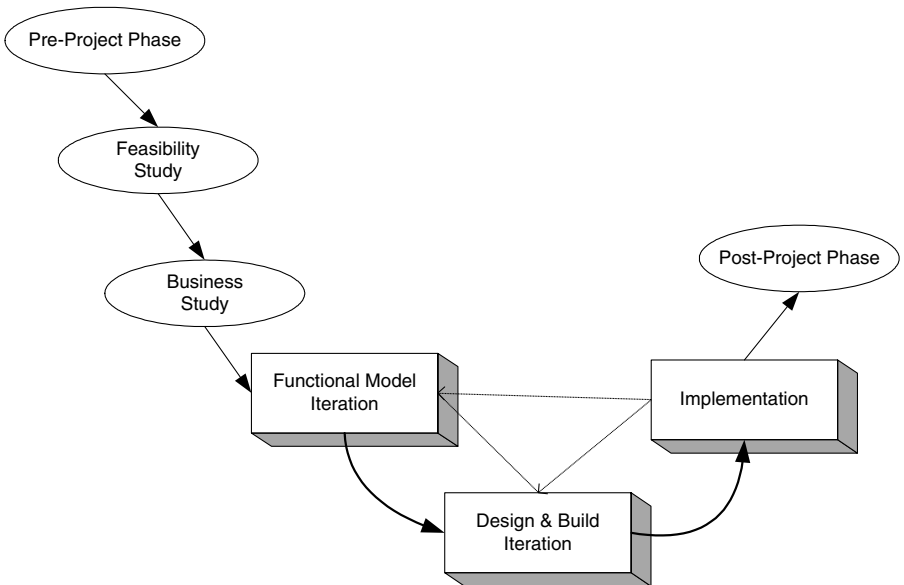 Pre-Project Phase
Feasibility
Study
Business
Study
Post-Project Phase
Functional Model
Iteration
Implementation
Design & Build
Iteration